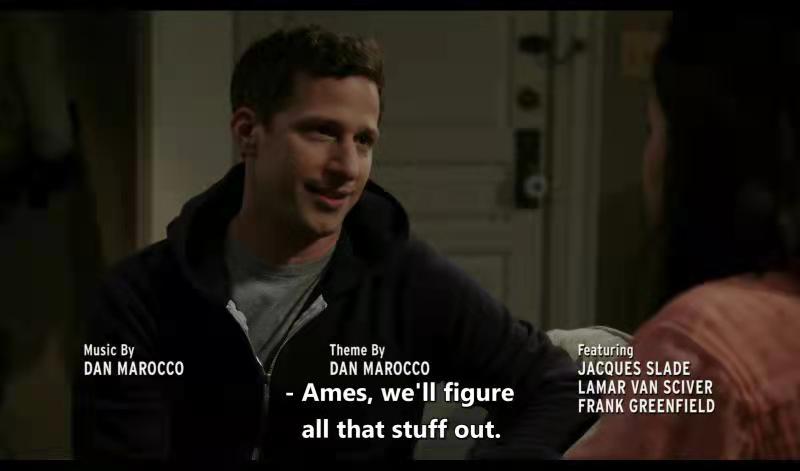 Music By
DAN MAROCCO
Theme By
DAN MAROCCO
Featuring
JACQUES SLADE
LAMAR VAN SCIVER
FRANK GREENFIELD
- Ames, we'll figure
all that stuff out.